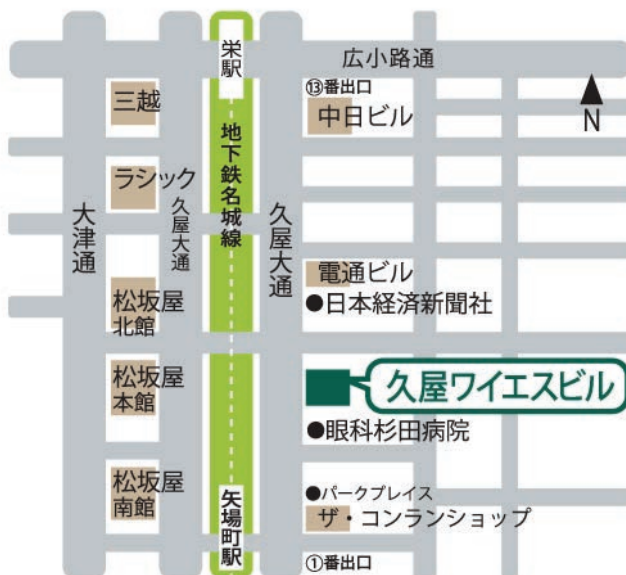 栄駅
広小路通
⑬番出口
三越
中日ビル
N
地下鉄名城線
ラシック
大津通
久屋大通
久屋大通
電通ビル
●日本経済新聞社
松坂屋
北館
松坂屋
本館
久屋ワイエスビル
●眼科杉田病院
松坂屋
南館
矢場町駅
●パークプレイス
ザ・コンランショップ
①番出口